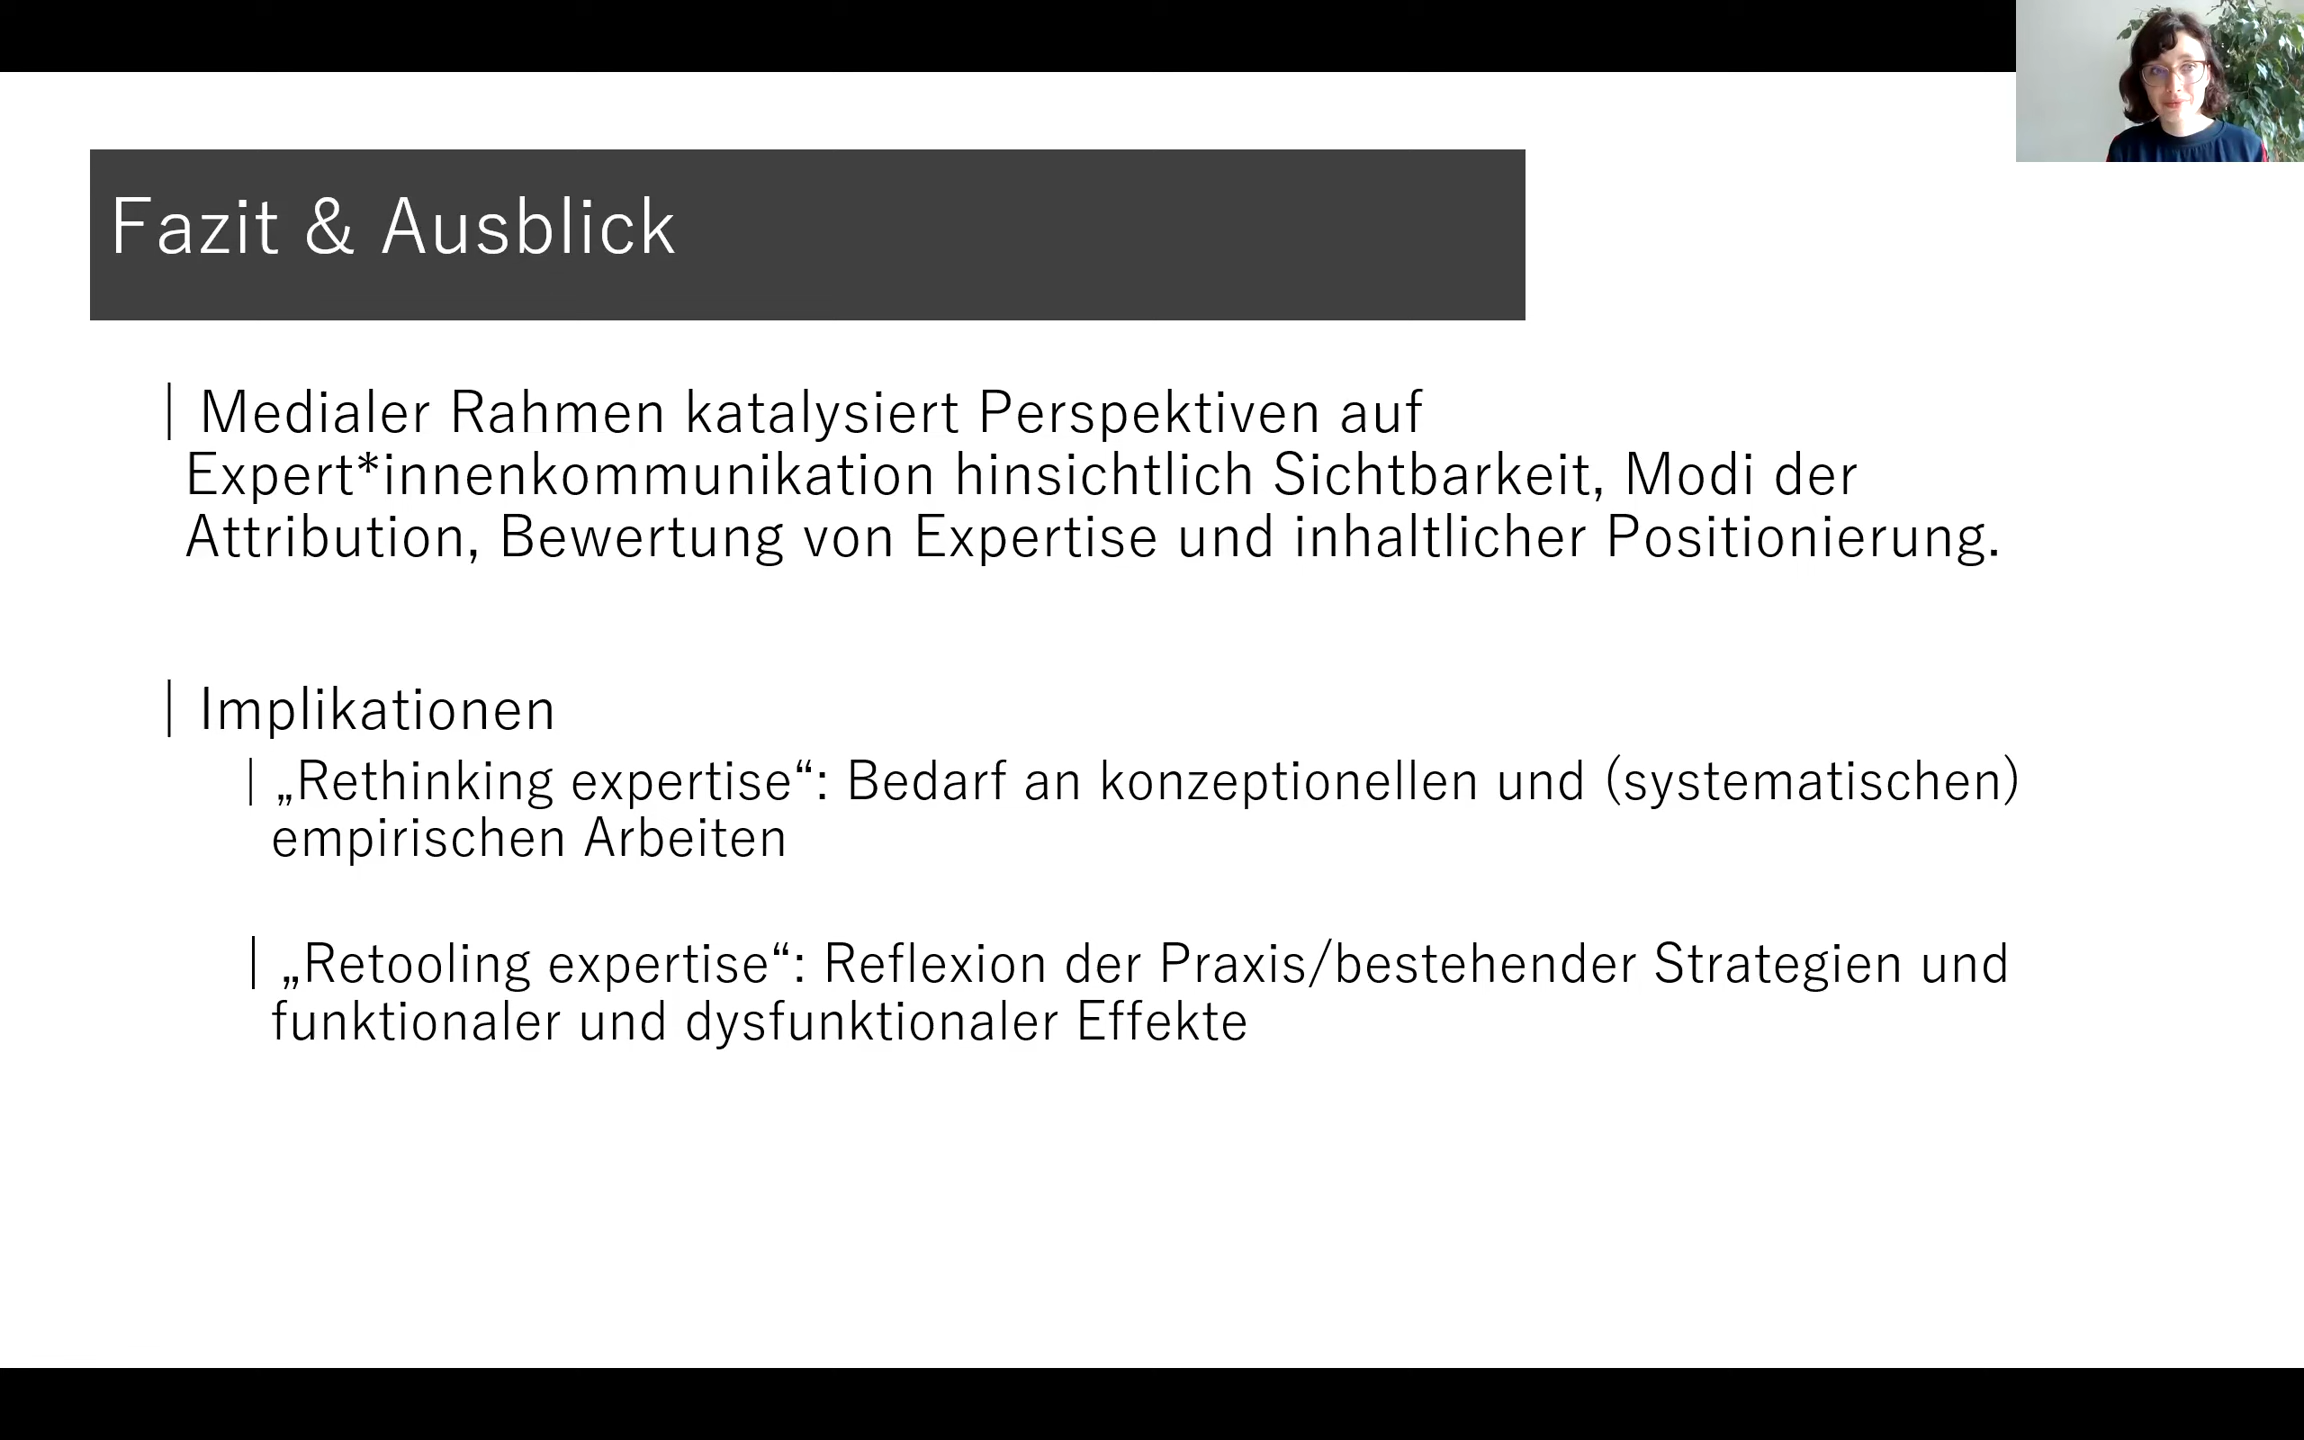 Fazit & Ausblick
| Medialer Rahmen katalysiert Perspektiven auf
Expert*innenkommunikation hinsichtlich Sichtbarkeit, Modi der
Attribution, Bewertung von Expertise und inhaltlicher Positionierung.
| Implikationen
| „Rethinking expertise“: Bedarf an konzeptionellen und (systematischen)
empirischen Arbeiten
| „Retooling expertise“: Reflexion der Praxis/bestehender Strategien und
funktionaler und dysfunktionaler Effekte